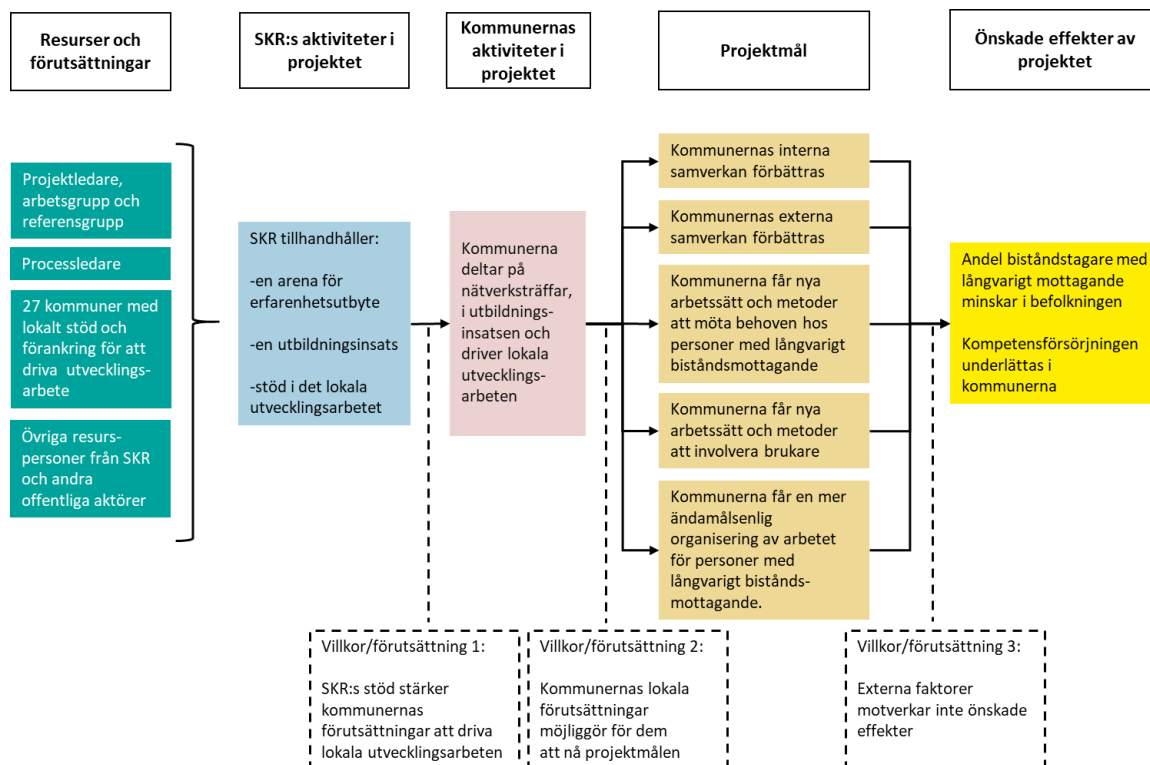 Resurser och
förutsättningar
SKR:s aktiviteter i
projektet
Kommunernas
aktiviteter i
projektet
Projektmål
Önskade effekter av
projektet
Projektledare,
arbetsgrupp och
referensgrupp
Processledare
27 kommuner med
lokalt stöd och
förankring för att
driva utvecklings-
arbete
Övriga resurs-
personer från SKR
och andra
offentliga aktörer
SKR tillhandhåller:
-en arena för
erfarenhetsutbyte
-en utbildningsinsats
-stöd i det lokala
utvecklingsarbetet
Kommunerna
deltar på
nätverksträffar,
i utbildnings-
insatsen och
driver lokala
utvecklings-
arbeten
Kommunernas interna
samverkan förbättras
Kommunernas externa
samverkan förbättras
Kommunerna får nya
arbetssätt och metoder
att möta behoven hos
personer med långvarigt
biståndsmottagande
Kommunerna får nya
arbetssätt och metoder
att involvera brukare
Kommunerna får en mer
ändamålsenlig
organisering av arbetet
för personer med
långvarigt bistånds-
mottagande.
Andel biståndstagare med
långvarigt mottagande
minskar i befolkningen
Kompetensförsörjningen
underlättas i
kommunerna
Villkor/förutsättning 1:
SKR:s stöd stärker
kommunernas
förutsättningar att driva
lokala utvecklingsarbeten
Villkor/förutsättning 2:
Kommunernas lokala
förutsättningar
möjliggör för dem
att nå projektmålen
Villkor/förutsättning 3:
Externa faktorer
motverkar inte önskade
effekter